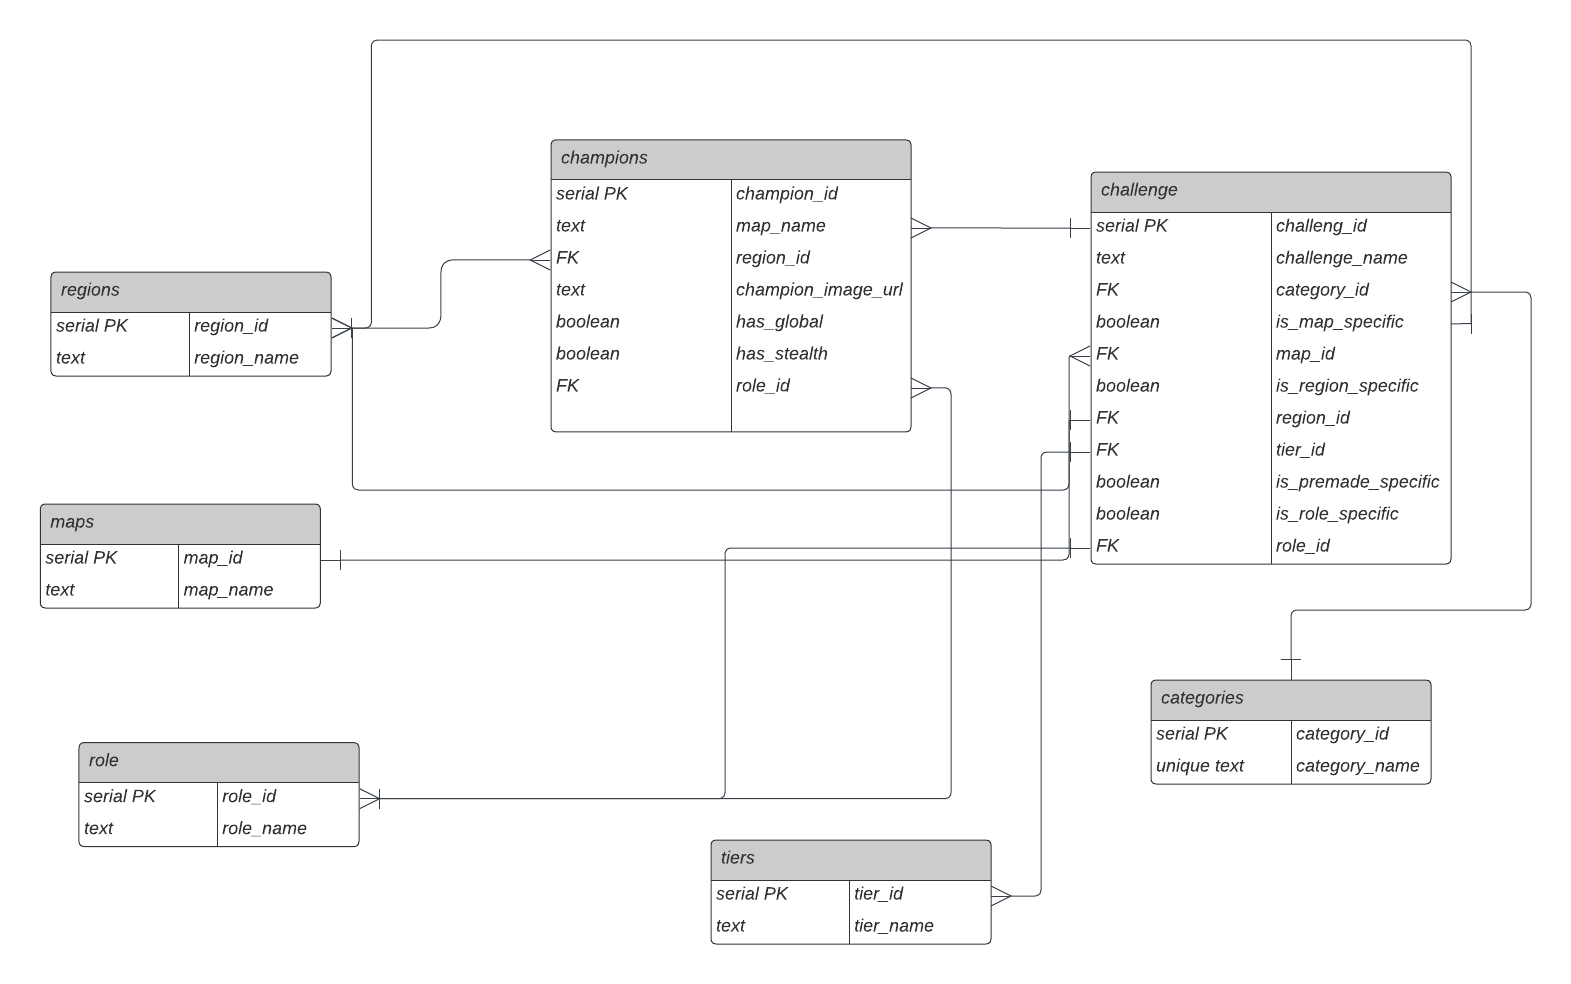 champions
serial PK champion_id
text map_name
FK region_id
text champion_image_url
boolean has_global
boolean has_stealth
FK role_id
challenge
serial PK challeng_id
text challenge_name
FK category_id
boolean is_map_specific
FK map_id
boolean is_region_specific
FK region_id
FK tier_id
boolean is_premade_specific
boolean is_role_specific
FK role_id
regions
serial PK region_id
text region_name
maps
serial PK map_id
text map_name
categories
serial PK category_id
unique text category_name
role
serial PK role_id
text role_name
tiers
serial PK tier_id
text tier_name